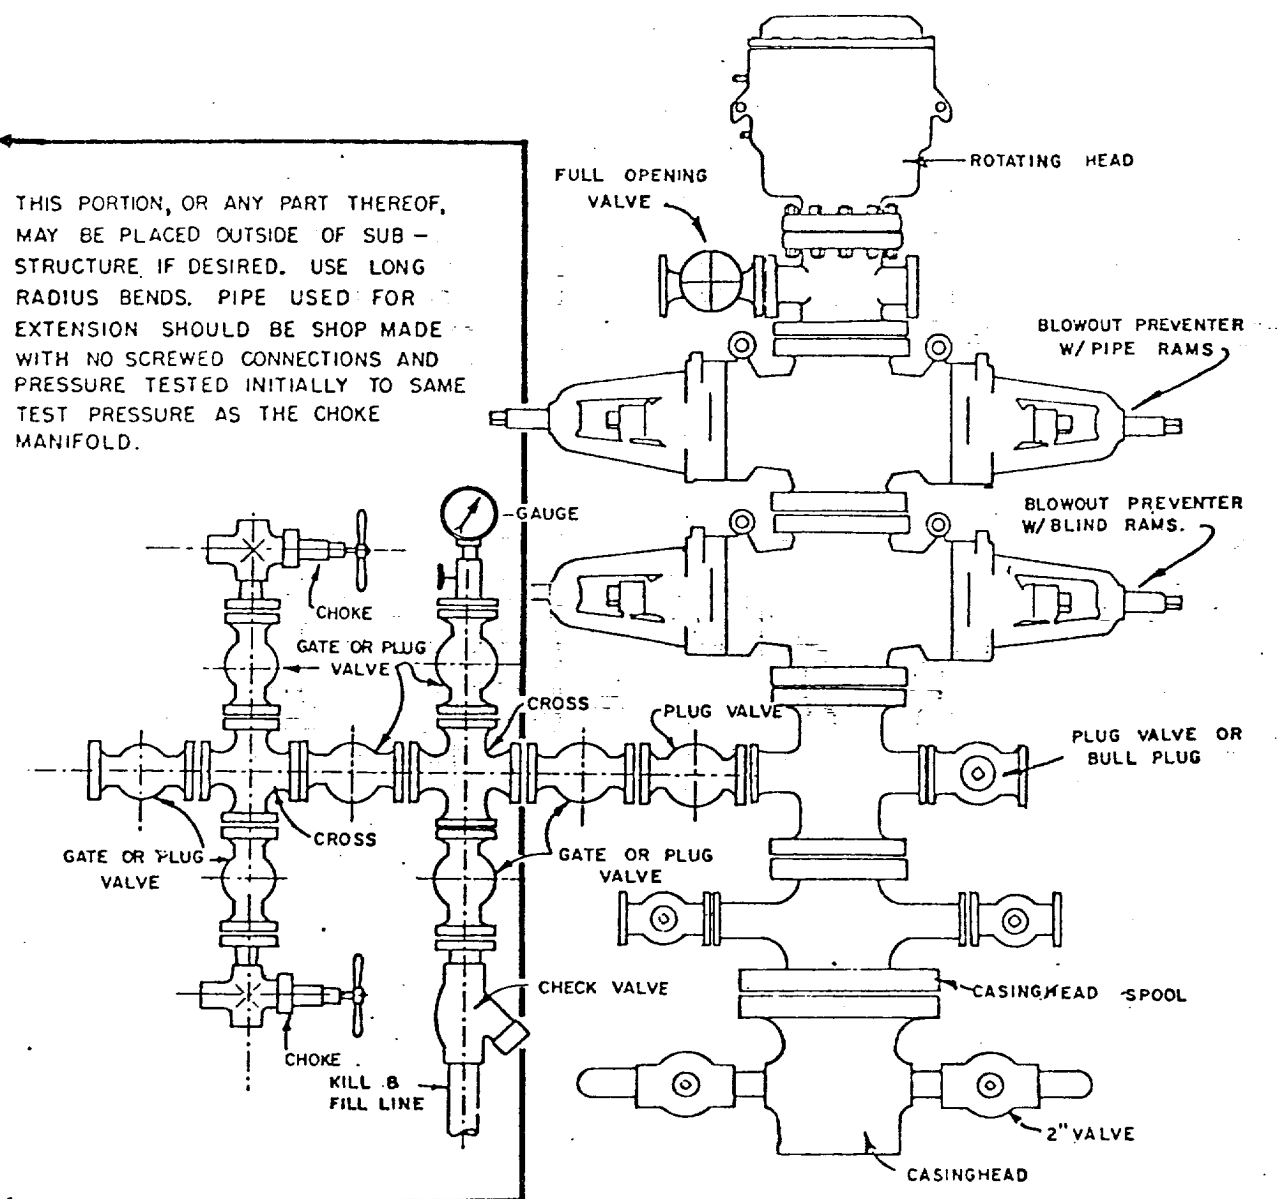 ROTATING HEAD
FULL OPENING
VALVE
THIS PORTION, OR ANY PART THEREOF,
MAY BE PLACED OUTSIDE OF SUB-
STRUCTURE IF DESIRED. USE LONG
RADIUS BENDS. PIPE USED FOR
EXTENSION SHOULD BE SHOP MADE
WITH NO SCREWED CONNECTIONS AND
PRESSURE TESTED INITIALLY TO SAME
TEST PRESSURE AS THE CHOKE
MANIFOLD.
BLOWOUT PREVENTER
W/ PIPE RAMS
GAUGE
BLOWOUT PREVENTER
W/BLIND RAMS.
CHOKE
GATE OR PLUG
VALVE
CROSS
PLUG VALVE
PLUG VALVE OR
BULL PLUG
CROSS
GATE OR PLUG
VALVE
GATE OR PLUG
VALVE
CHECK VALVE
CASINGHEAD SPOOL
CHOKE
KILL &
FILL LINE
2" VALVE
CASINGHEAD